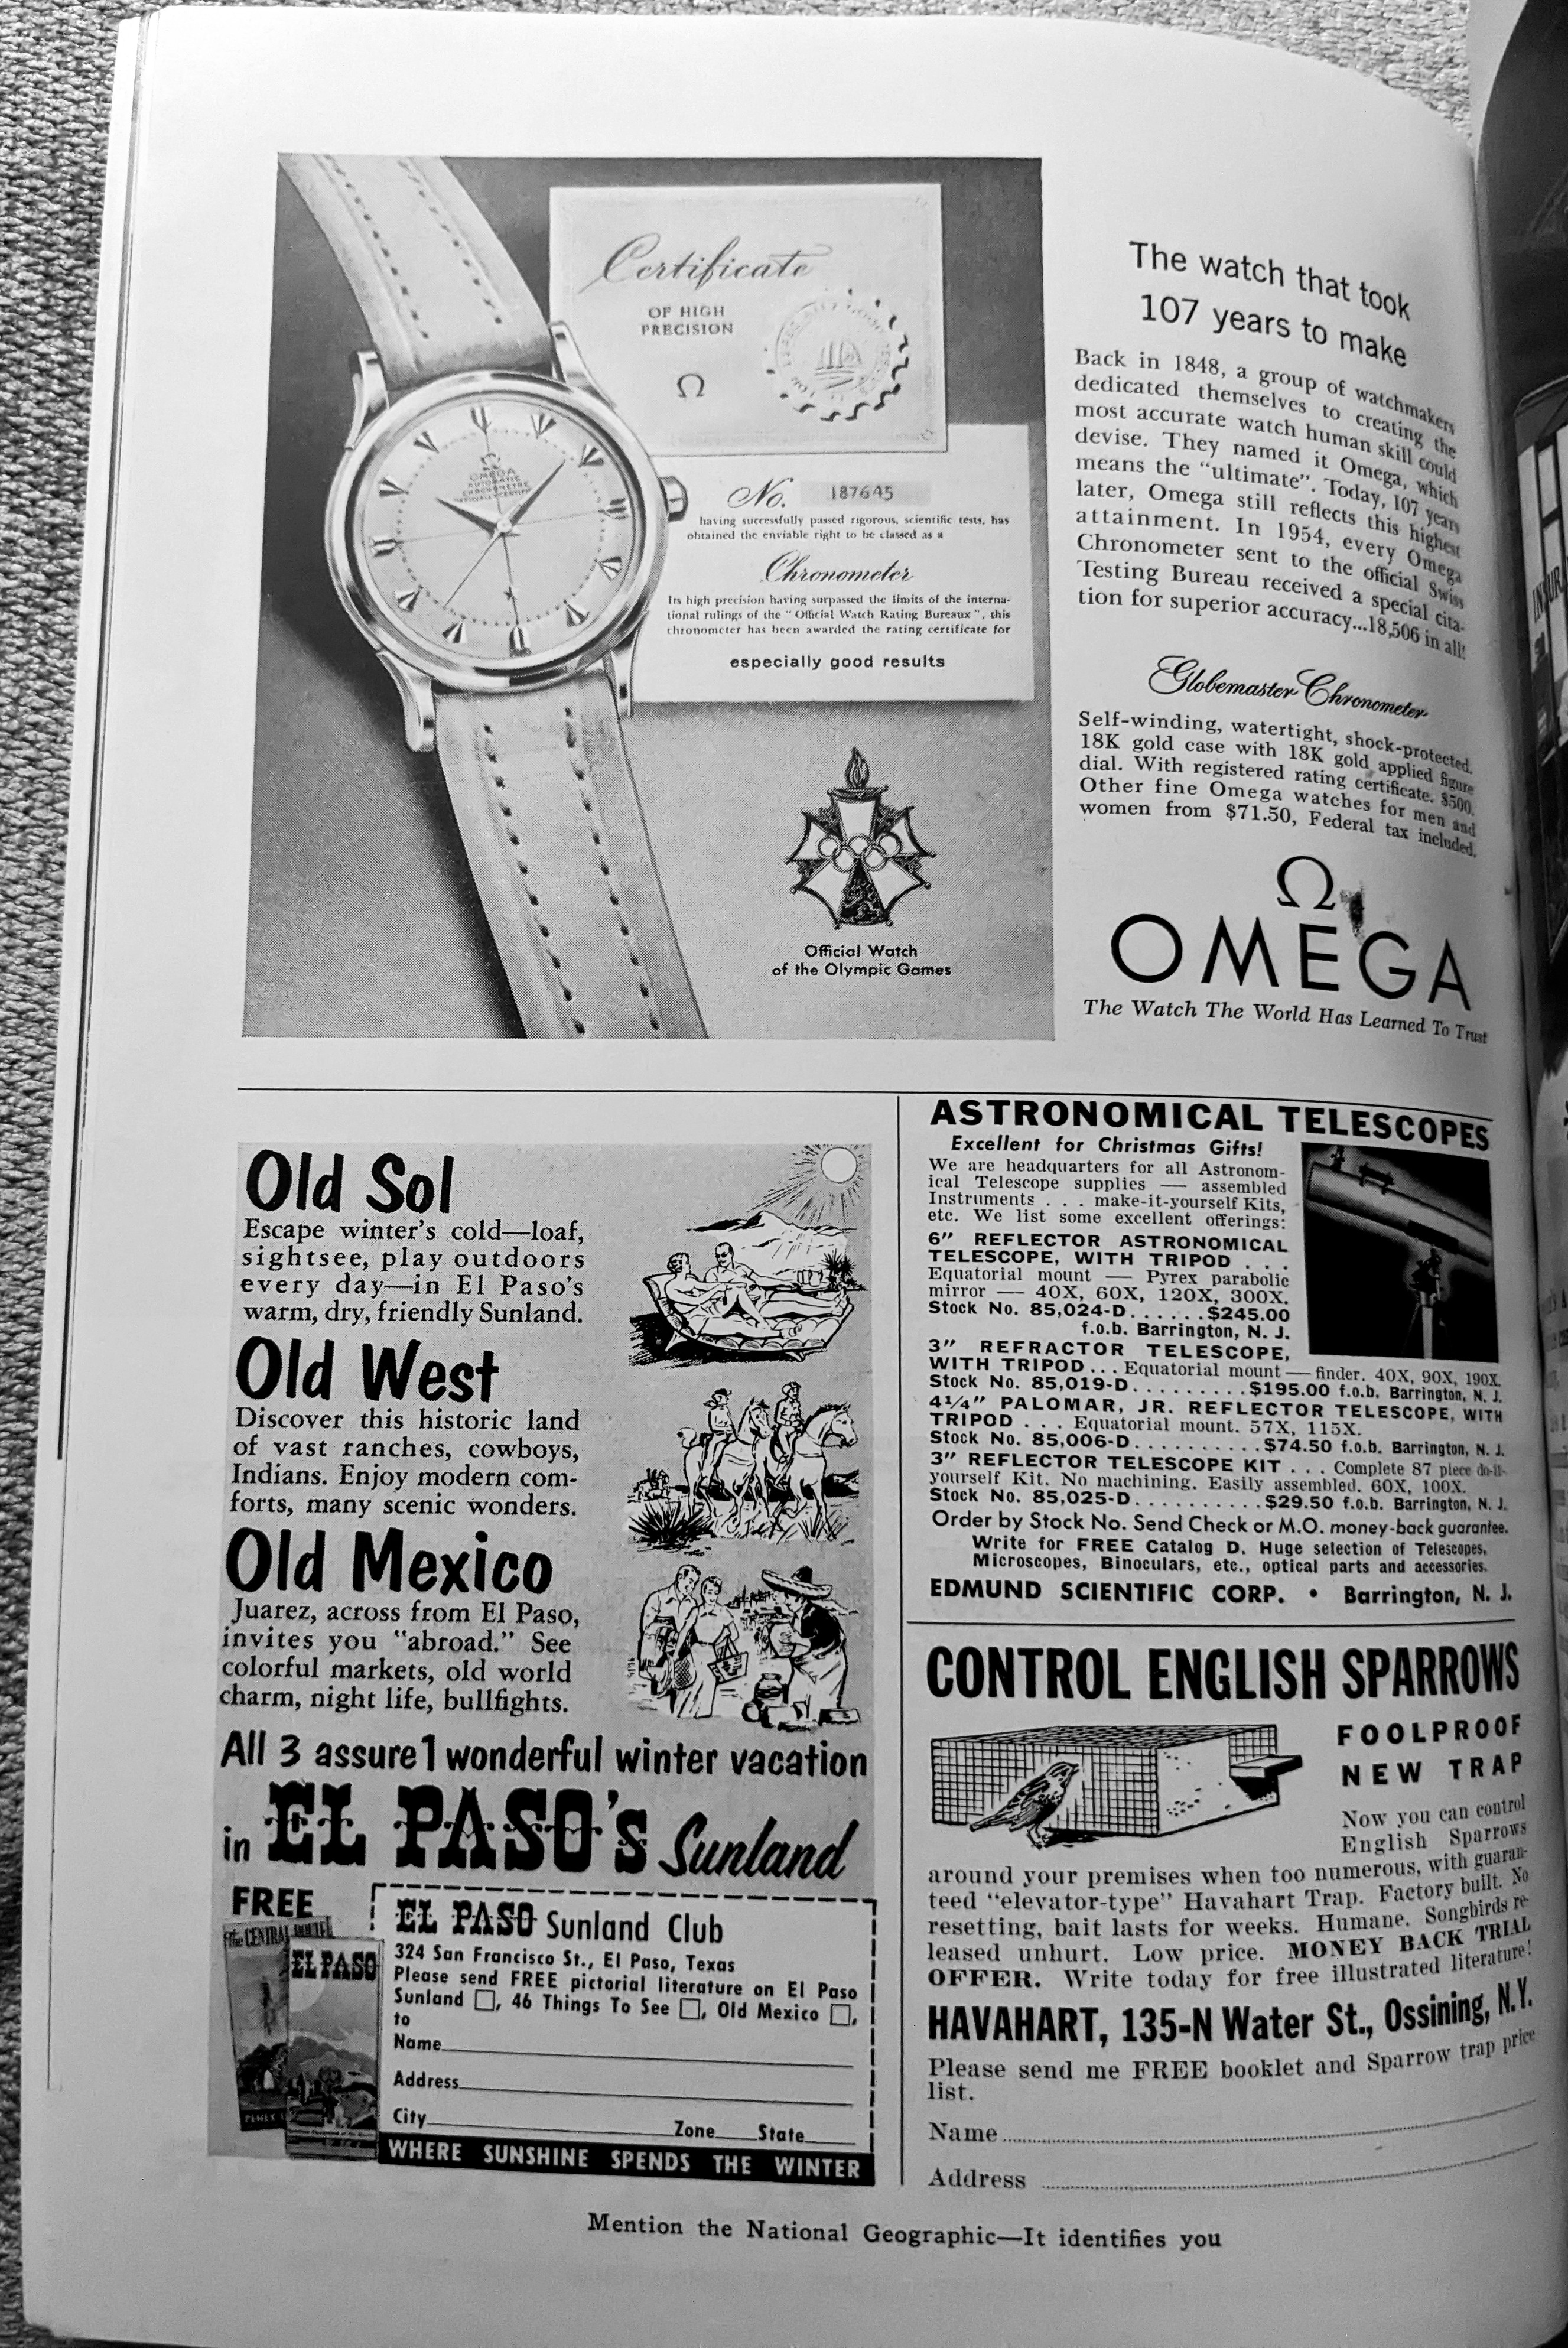 Certificate
OF HIGH
PRECISION
Ω
No. 187645
having successfully passed rigorous, scientific tests, has
obtained the enviable right to be classed as a
Chronometer
Its high precision having surpassed the limits of the interna-
tional rulings of the "Official Watch Rating Bureaux", this
chronometer has been awarded the rating certificate for
especially good results
Ω
OMEGA
AUTOMATIC
CHRONOMETRE
OFFICIALLY CERTIFIED
Official Watch
of the Olympic Games
The watch that took
107 years to make
Back in 1848, a group of watchmakers
dedicated themselves to creating the
most accurate watch human skill could
devise. They named it Omega, which
means the "ultimate". Today, 107 years
later, Omega still reflects this highest
attainment. In 1954, every Omega
Chronometer sent to the official Swiss
Testing Bureau received a special cita-
tion for superior accuracy...18,506 in all!
Globemaster Chronometer
Self-winding, watertight, shock-protected.
18K gold case with 18K gold applied figure
dial. With registered rating certificate. $500.
Other fine Omega watches for men and
women from $71.50, Federal tax included.
Ω
OMEGA
The Watch The World Has Learned To Trust
Old Sol
Escape winter's cold—loaf,
sightsee, play outdoors
every day—in El Paso's
warm, dry, friendly Sunland.
Old West
Discover this historic land
of vast ranches, cowboys,
Indians. Enjoy modern com-
forts, many scenic wonders.
Old Mexico
Juarez, across from El Paso,
invites you "abroad." See
colorful markets, old world
charm, night life, bullfights.
All 3 assure 1 wonderful winter vacation
in EL PASO's Sunland
FREE
the CENTRAL
EL PASO
EL PASO Sunland Club
324 San Francisco St., El Paso, Texas
Please send FREE pictorial literature on El Paso
Sunland □, 46 Things To See □, Old Mexico □,
to
Name
Address
City Zone State
WHERE SUNSHINE SPENDS THE WINTER
ASTRONOMICAL TELESCOPES
Excellent for Christmas Gifts!
We are headquarters for all Astronom-
ical Telescope supplies — assembled
Instruments . . . make-it-yourself Kits,
etc. We list some excellent offerings:
6" REFLECTOR ASTRONOMICAL
TELESCOPE, WITH TRIPOD . . .
Equatorial mount — Pyrex parabolic
mirror — 40X, 60X, 120X, 300X.
Stock No. 85,024-D......$245.00
f.o.b. Barrington, N. J.
3" REFRACTOR TELESCOPE,
WITH TRIPOD... Equatorial mount — finder. 40X, 90X, 190X.
Stock No. 85,019-D.........$195.00 f.o.b. Barrington, N. J.
4¼" PALOMAR, JR. REFLECTOR TELESCOPE, WITH
TRIPOD . . . Equatorial mount. 57X, 115X.
Stock No. 85,006-D..........$74.50 f.o.b. Barrington, N. J.
3" REFLECTOR TELESCOPE KIT . . . Complete 87 piece do-it-
yourself Kit. No machining. Easily assembled. 60X, 100X.
Stock No. 85,025-D..........$29.50 f.o.b. Barrington, N. J.
Order by Stock No. Send Check or M.O. money-back guarantee.
Write for FREE Catalog D. Huge selection of Telescopes,
Microscopes, Binoculars, etc., optical parts and accessories.
EDMUND SCIENTIFIC CORP. • Barrington, N. J.
CONTROL ENGLISH SPARROWS
FOOLPROOF
NEW TRAP
Now you can control
English Sparrows
around your premises when too numerous, with guaran-
teed "elevator-type" Havahart Trap. Factory built. No
resetting, bait lasts for weeks. Humane. Songbirds re-
leased unhurt. Low price. MONEY BACK TRIAL
OFFER. Write today for free illustrated literature!
HAVAHART, 135-N Water St., Ossining, N.Y.
Please send me FREE booklet and Sparrow trap price
list.
Name
Address
Mention the National Geographic—It identifies you